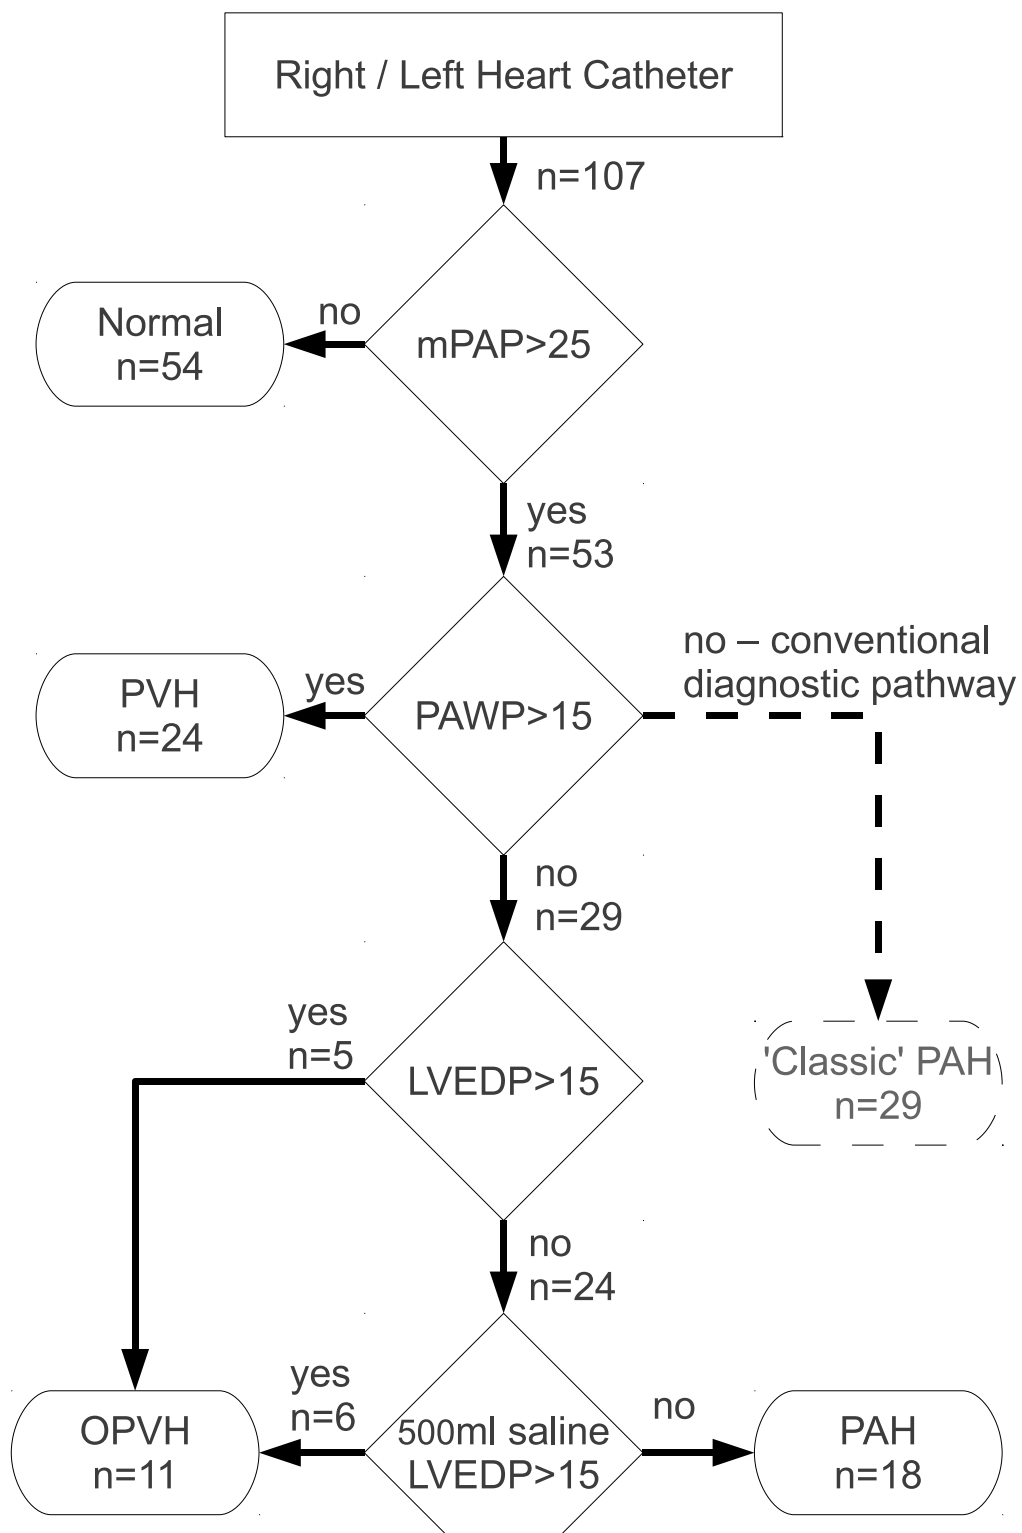 Right / Left Heart Catheter
n=107
mPAP>25
no
Normal
n=54
yes
n=53
PAWP>15
yes
PVH
n=24
no – conventional
diagnostic pathway
'Classic' PAH
n=29
no
n=29
LVEDP>15
yes
n=5
no
n=24
500ml saline
LVEDP>15
yes
n=6
OPVH
n=11
no
PAH
n=18